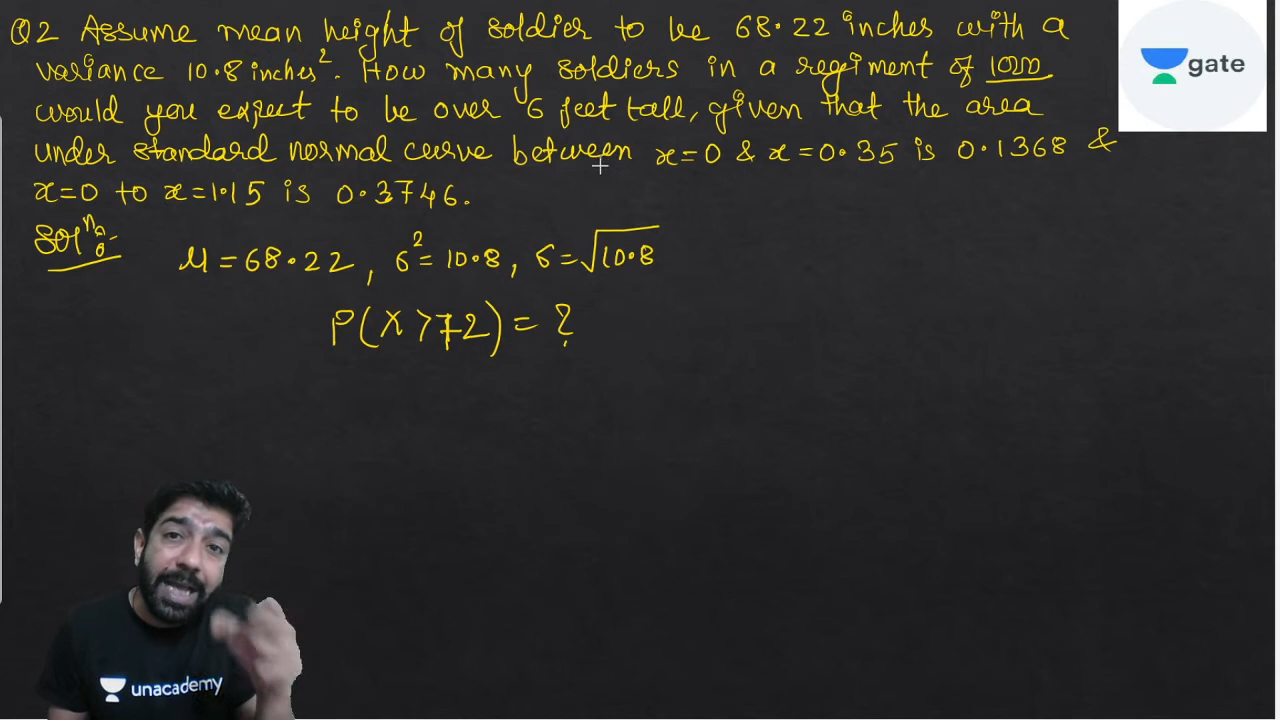 Q2 Assume mean height of soldier to be 68.22 inches with a
variance 10.8 inches². How many soldiers in a regiment of 1000
would you expect to be over 6 feet tall, given that the area
under standard normal curve between x=0 & x=0.35 is 0.1368 &
x=0 to x=1.15 is 0.3746.
Solⁿ:-
μ = 68.22, σ² = 10.8, σ = √10.8
P(X>72) = ?
gate
unacademy